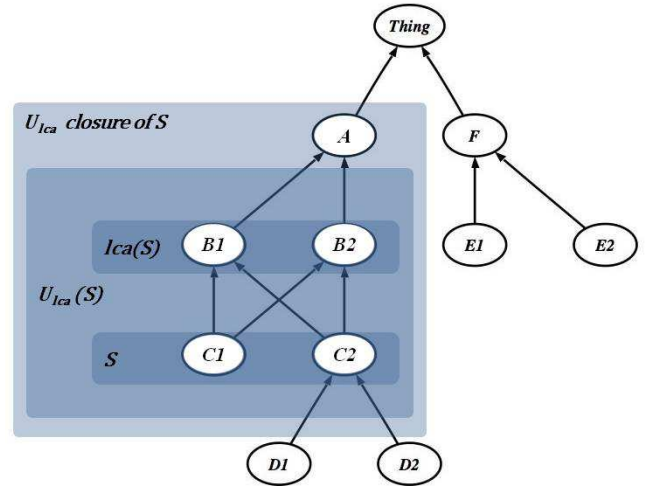 Thing
U_lca closure of S
A
F
lca(S)
B1
B2
E1
E2
U_lca (S)
S
C1
C2
D1
D2